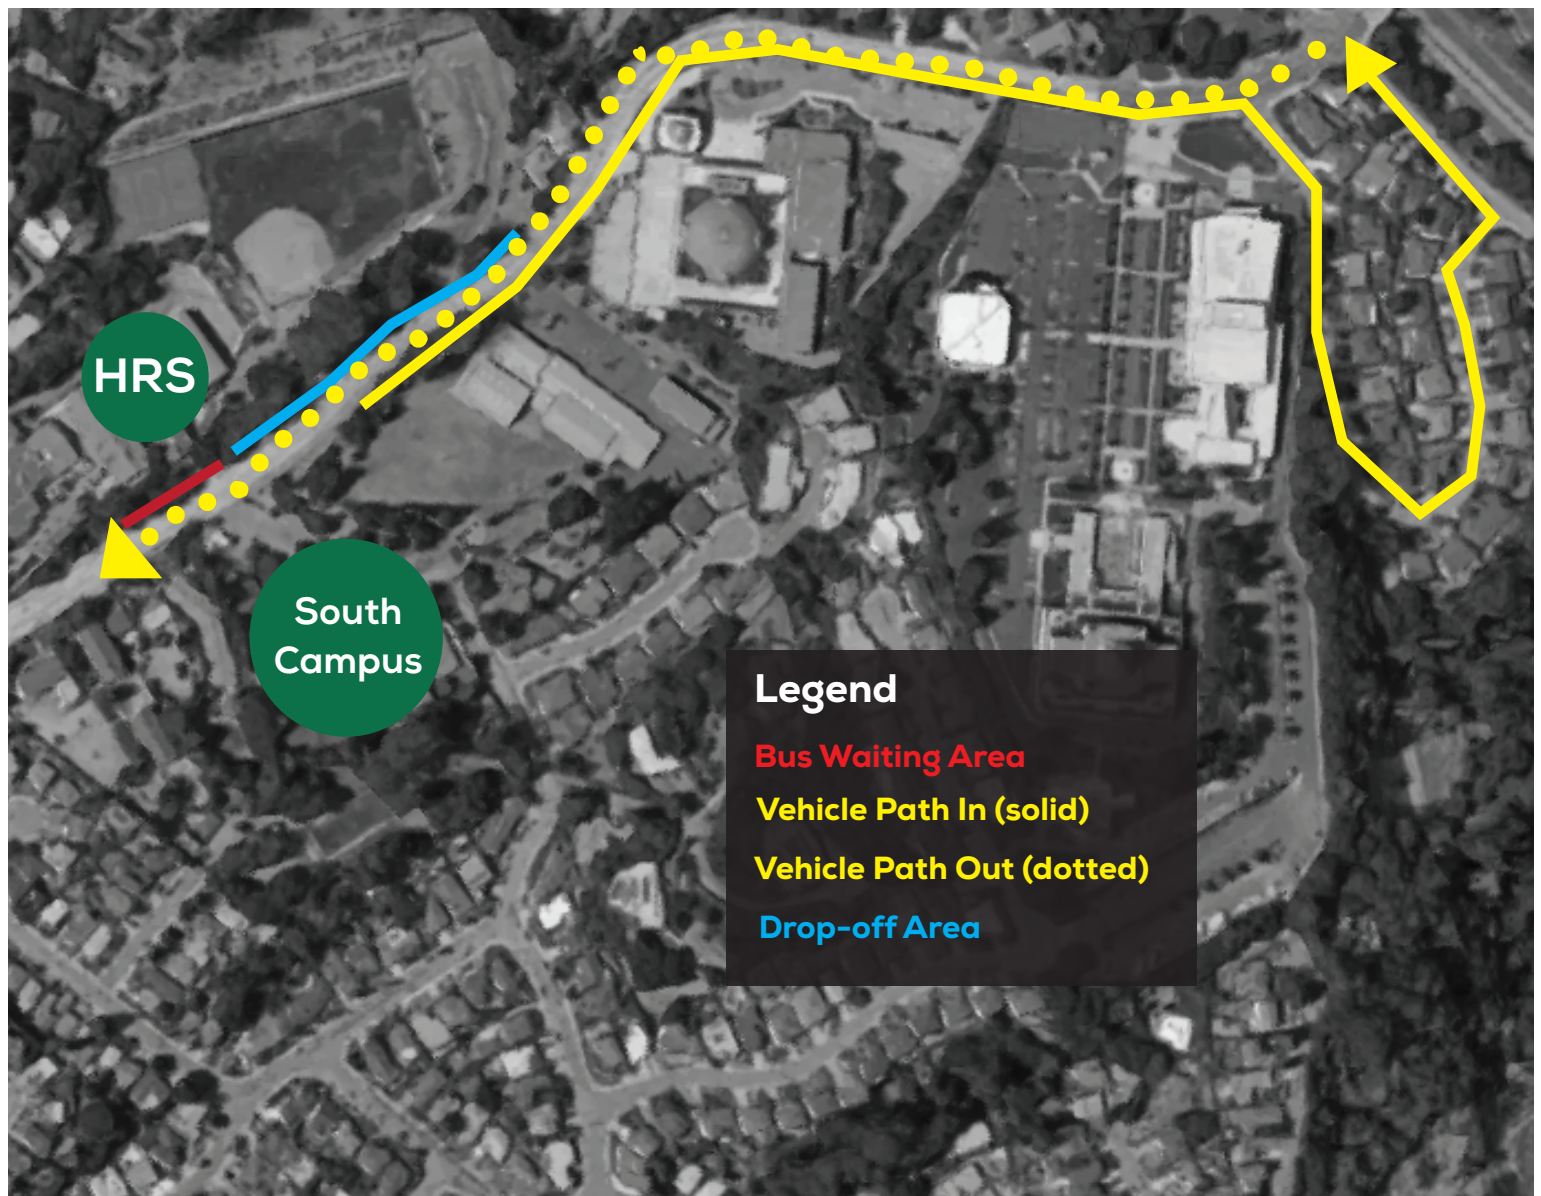 HRS
South
Campus
Legend
Bus Waiting Area
Vehicle Path In (solid)
Vehicle Path Out (dotted)
Drop-off Area